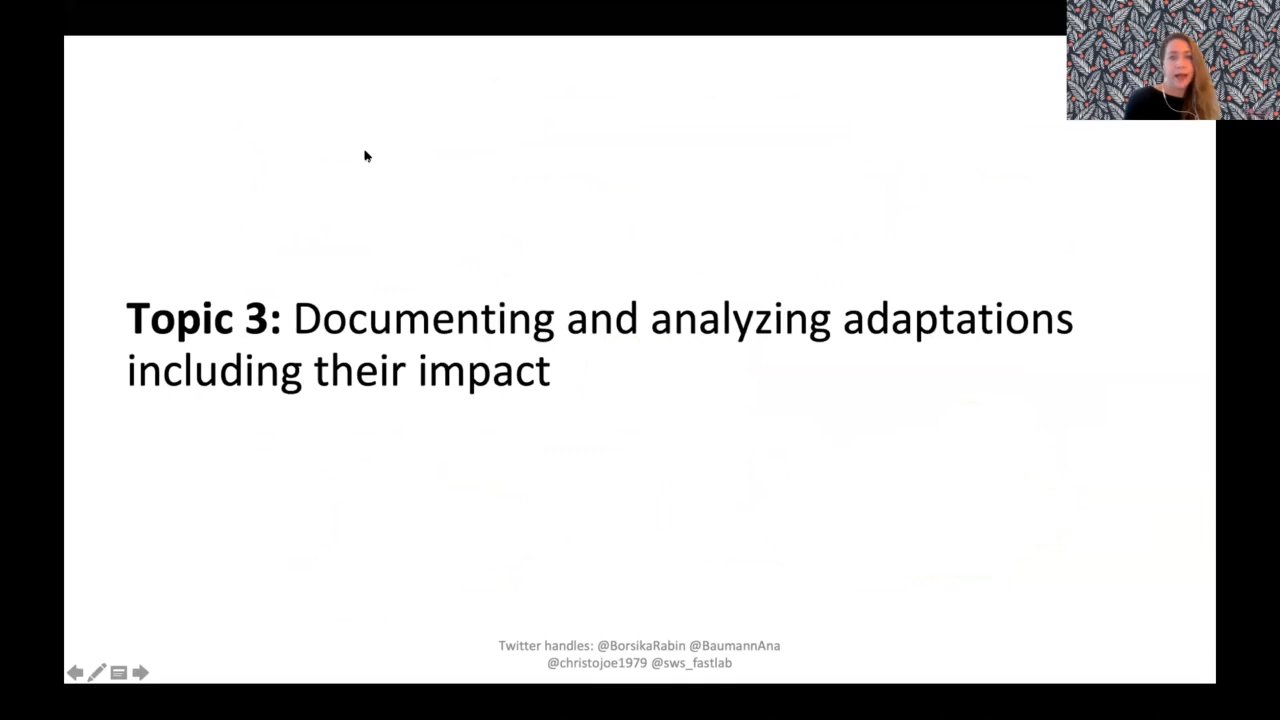 Topic 3: Documenting and analyzing adaptations
including their impact
Twitter handles: @BorsikaRabin @BaumannAna
@christojoe1979 @sws_fastlab